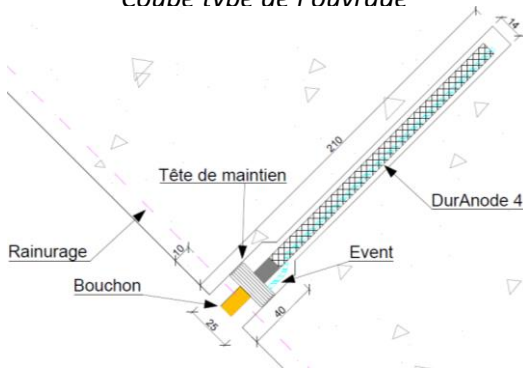 Coupe type de l'ouvrage
14
210
Tête de maintien
DurAnode 4
Rainurage
10
Event
Bouchon
40
25